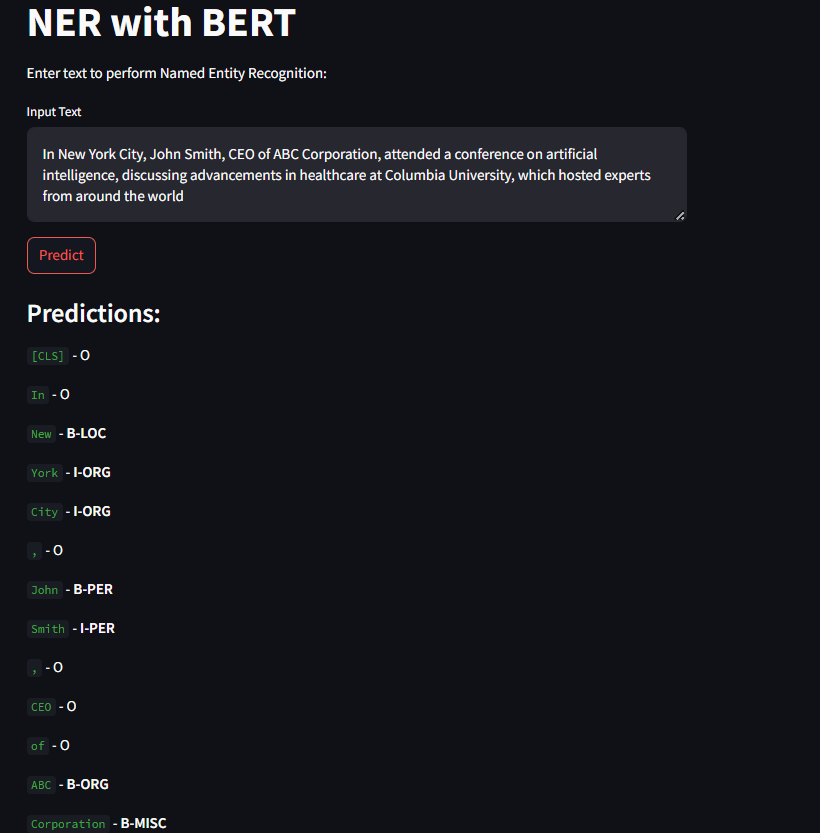 NER with BERT
Enter text to perform Named Entity Recognition:
Input Text
In New York City, John Smith, CEO of ABC Corporation, attended a conference on artificial
intelligence, discussing advancements in healthcare at Columbia University, which hosted experts
from around the world
Predict
Predictions:
[CLS] - O
In - O
New - B-LOC
York - I-ORG
City - I-ORG
, - O
John - B-PER
Smith - I-PER
, - O
CEO - O
of - O
ABC - B-ORG
Corporation - B-MISC